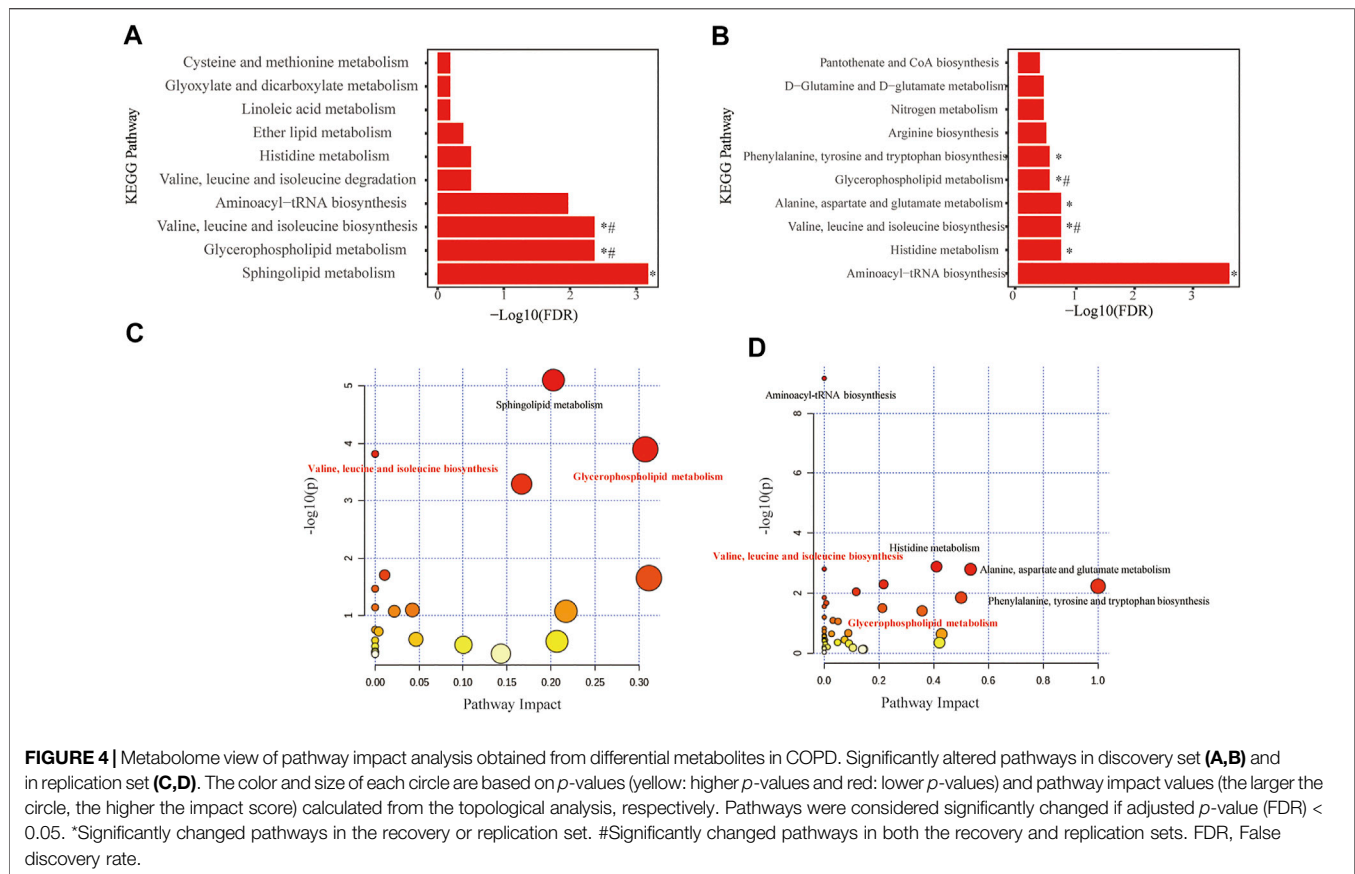 A
KEGG Pathway
Cysteine and methionine metabolism
Glyoxylate and dicarboxylate metabolism
Linoleic acid metabolism
Ether lipid metabolism
Histidine metabolism
Valine, leucine and isoleucine degradation
Aminoacyl−tRNA biosynthesis
Valine, leucine and isoleucine biosynthesis *#
Glycerophospholipid metabolism *#
Sphingolipid metabolism *
0 1 2 3
−Log10(FDR)
B
KEGG Pathway
Pantothenate and CoA biosynthesis
D−Glutamine and D−glutamate metabolism
Nitrogen metabolism
Arginine biosynthesis
Phenylalanine, tyrosine and tryptophan biosynthesis *
Glycerophospholipid metabolism *#
Alanine, aspartate and glutamate metabolism *
Valine, leucine and isoleucine biosynthesis *#
Histidine metabolism *
Aminoacyl−tRNA biosynthesis *
0 1 2 3
−Log10(FDR)
C
-log10(p)
5
Sphingolipid metabolism
4
Valine, leucine and isoleucine biosynthesis
Glycerophospholipid metabolism
3
2
1
0.00 0.05 0.10 0.15 0.20 0.25 0.30
Pathway Impact
D
-log10(p)
Aminoacyl-tRNA biosynthesis
8
6
4
Histidine metabolism
Valine, leucine and isoleucine biosynthesis
Alanine, aspartate and glutamate metabolism
2
Phenylalanine, tyrosine and tryptophan biosynthesis
Glycerophospholipid metabolism
0
0.0 0.2 0.4 0.6 0.8 1.0
Pathway Impact
FIGURE 4 | Metabolome view of pathway impact analysis obtained from differential metabolites in COPD. Significantly altered pathways in discovery set (A,B) and
in replication set (C,D). The color and size of each circle are based on p-values (yellow: higher p-values and red: lower p-values) and pathway impact values (the larger the
circle, the higher the impact score) calculated from the topological analysis, respectively. Pathways were considered significantly changed if adjusted p-value (FDR) <
0.05. *Significantly changed pathways in the recovery or replication set. #Significantly changed pathways in both the recovery and replication sets. FDR, False
discovery rate.